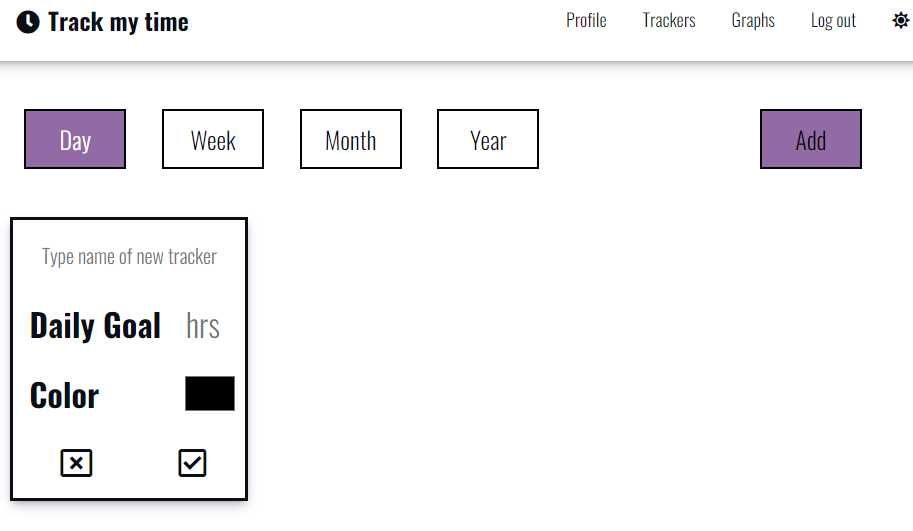 Track my time
Profile Trackers Graphs Log out
Day Week Month Year Add
Type name of new tracker
Daily Goal hrs
Color